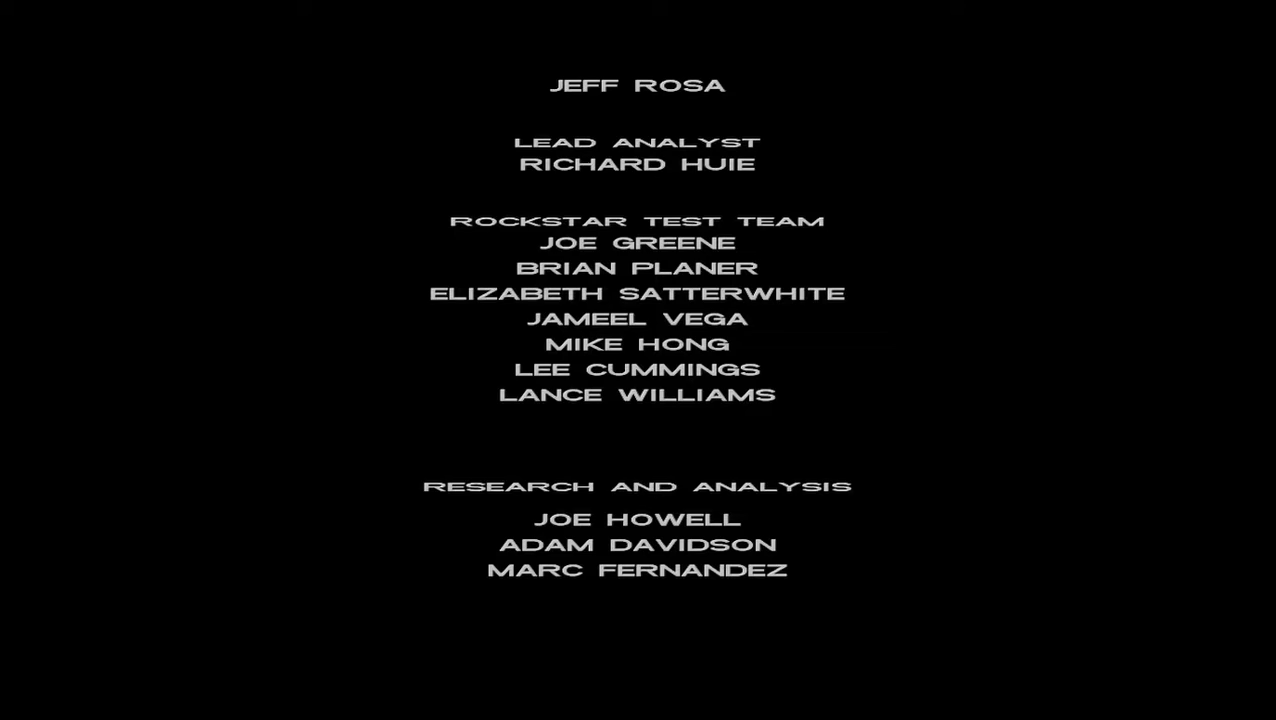 JEFF ROSA
LEAD ANALYST
RICHARD HUIE
ROCKSTAR TEST TEAM
JOE GREENE
BRIAN PLANER
ELIZABETH SATTERWHITE
JAMEEL VEGA
MIKE HONG
LEE CUMMINGS
LANCE WILLIAMS
RESEARCH AND ANALYSIS
JOE HOWELL
ADAM DAVIDSON
MARC FERNANDEZ